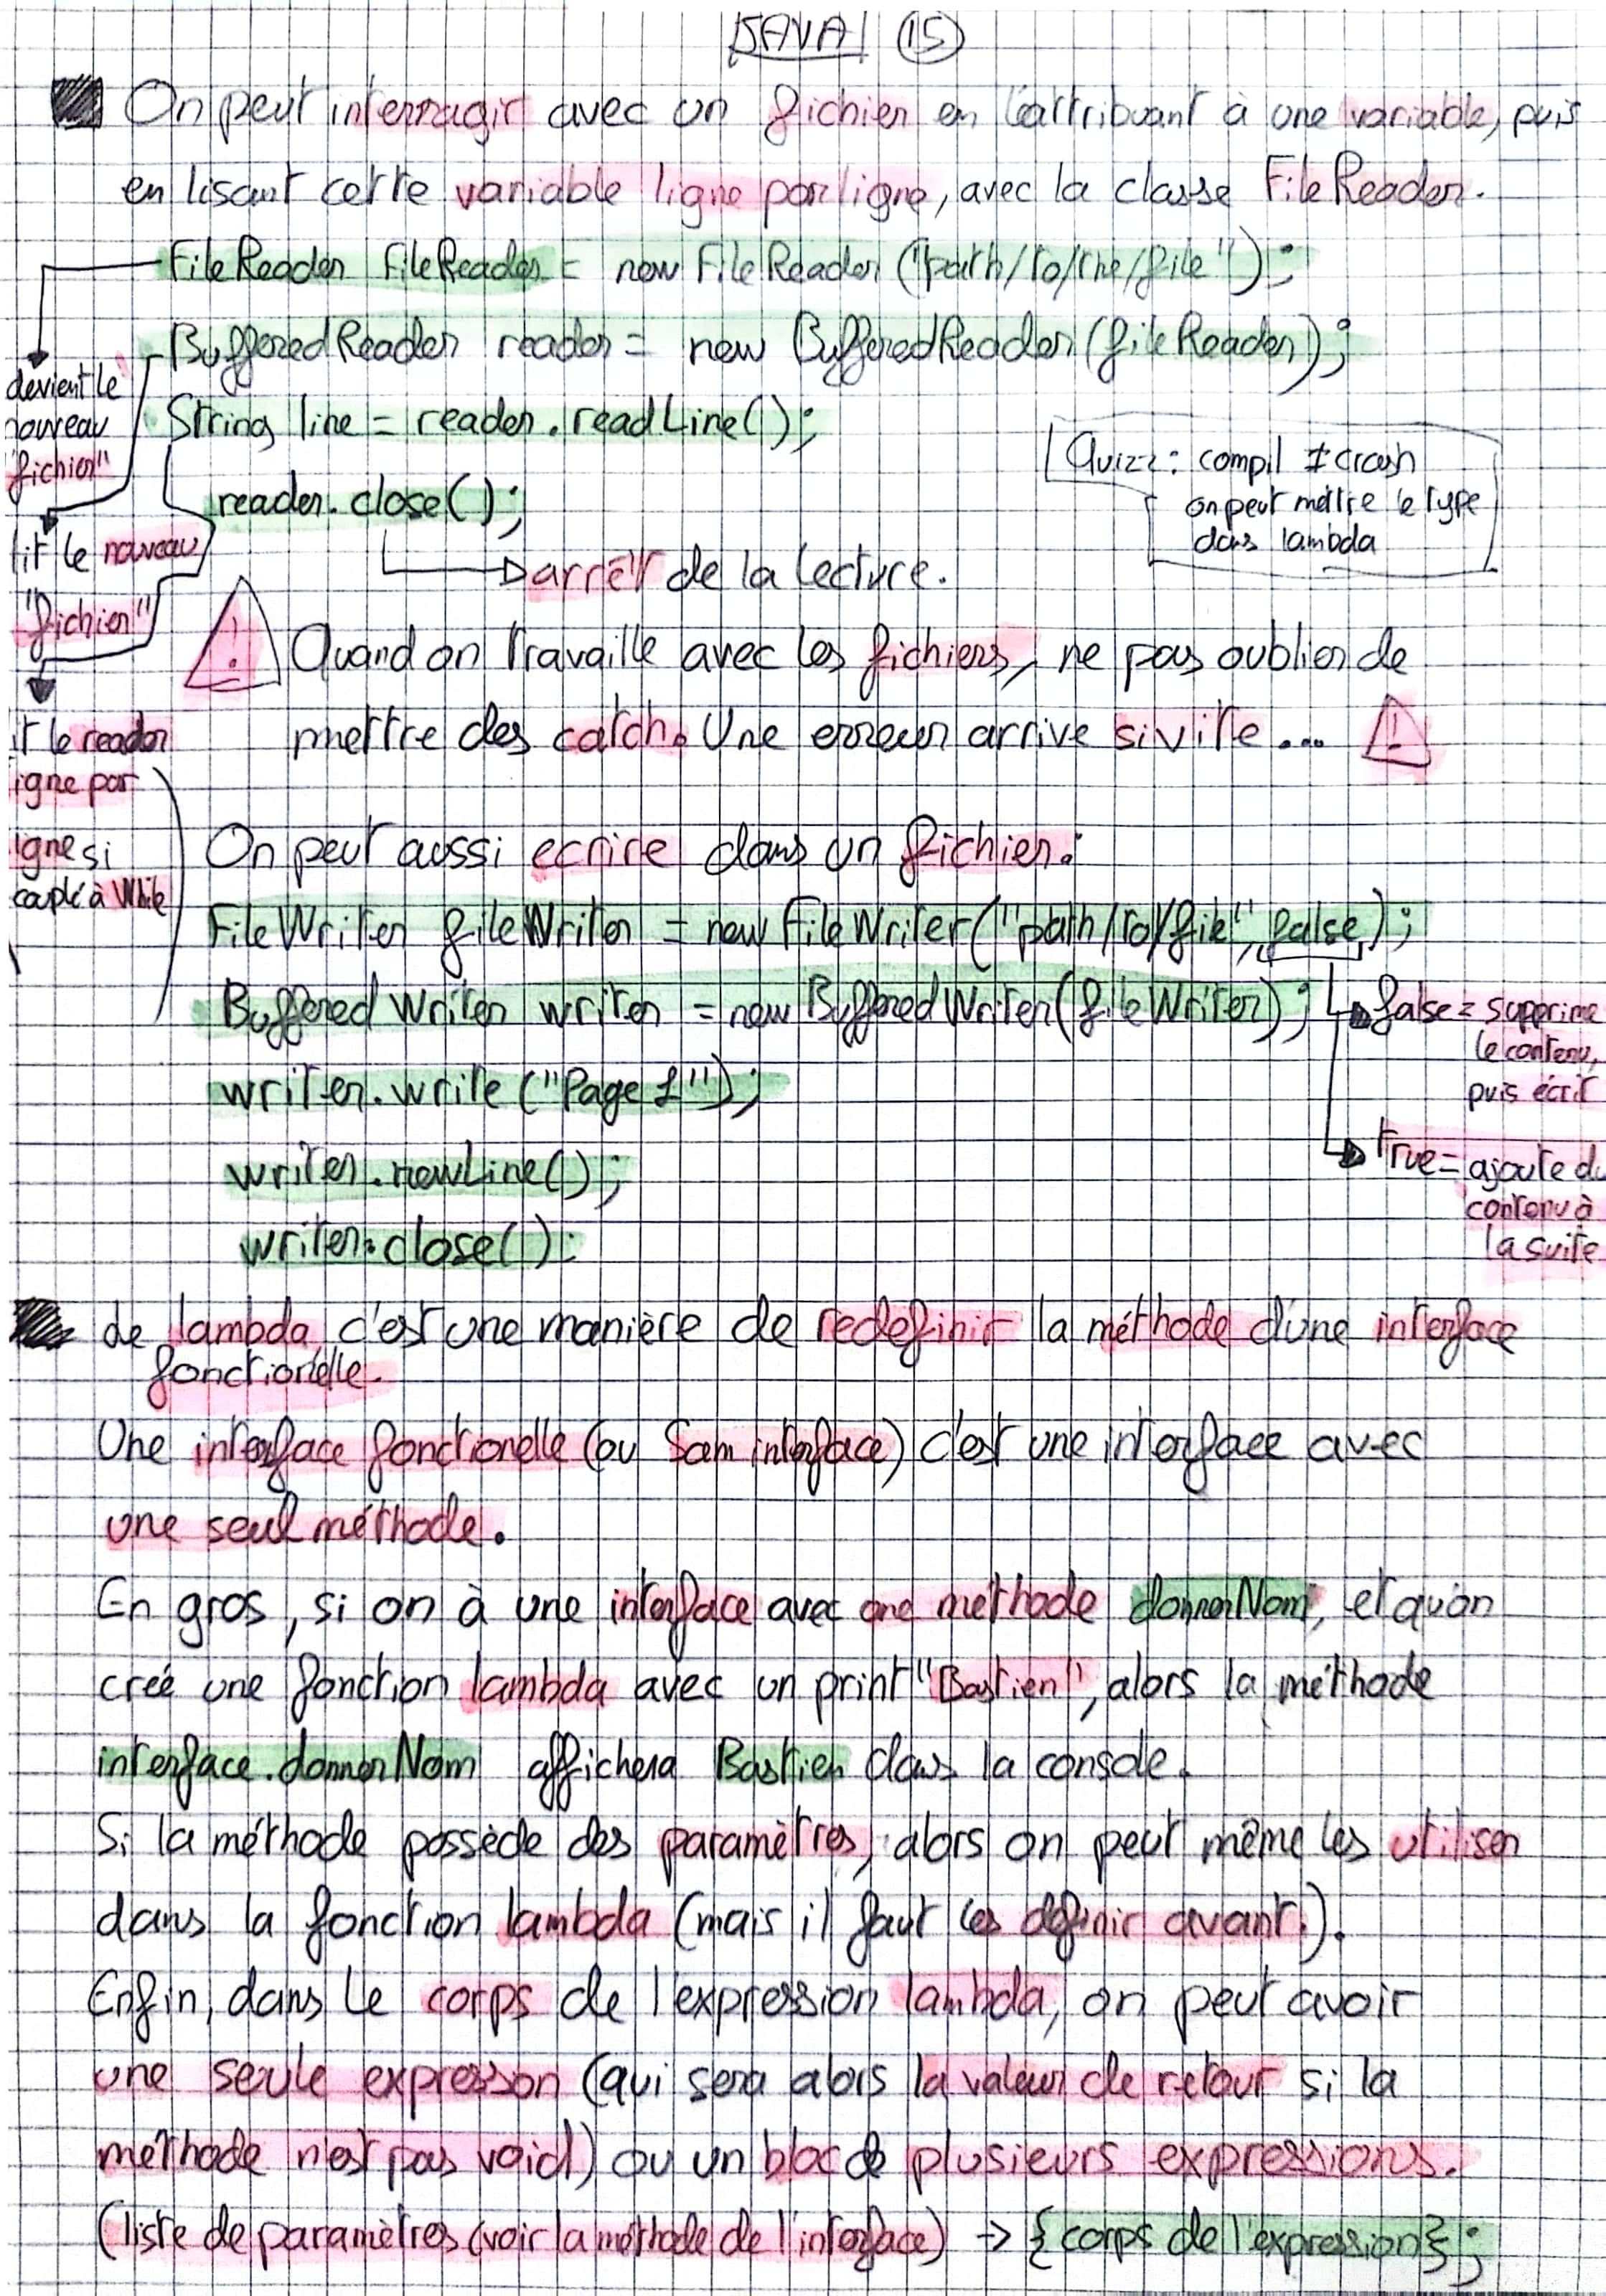 JAVA 15
On peut interragir avec un fichier en l'attribuant à une variable, puis
en lisant cette variable ligne par ligne, avec la classe FileReader.
FileReader fileReader = new FileReader ("path/to/the/file");
BufferedReader reader = new BufferedReader (fileReader);
devient le
nouveau
"fichier"
String line = reader.readLine();
reader.close();
Quizz: compil ≠ crash
on peut mettre le type
dans lambda
lit le nouveau
"fichier"
arrêt de la lecture.
Quand on travaille avec les fichiers, ne pas oublier de
mettre des catch. Une erreur arrive si vite ...
! !
it le reader
igne par
igne si
couplé à While
On peut aussi ecrire dans un fichier:
FileWriter fileWriter = new FileWriter("path/to/file", false);
BufferedWriter writer = new BufferedWriter(fileWriter);
false = supprime
le contenu,
puis écrit
writer.write ("Page 1");
writer.newLine();
true = ajoute du
contenu à
la suite
writer.close();
Le lambda, c'est une manière de redefinir la méthode d'une interface
fonctionelle.
Une interface fonctionelle (ou Sam interface) c'est une interface avec
une seul méthode.
En gros, si on à une interface avec une méthode donnerNom, et qu'on
créé une fonction lambda avec un print "Bastien", alors la méthode
interface.donnerNom affichera Bastien dans la console.
Si la méthode possède des paramètres, alors on peut même les utiliser
dans la fonction lambda (mais il faut les définir avant).
Enfin, dans le corps de l'expression lambda, on peut avoir
une seule expresson (qui sera alors la valeur de retour si la
méthode n'est pas void) ou un bloc de plusieurs expressions.
(liste de paramètres (voir la méthode de l'interface) -> {corps de l'expression};